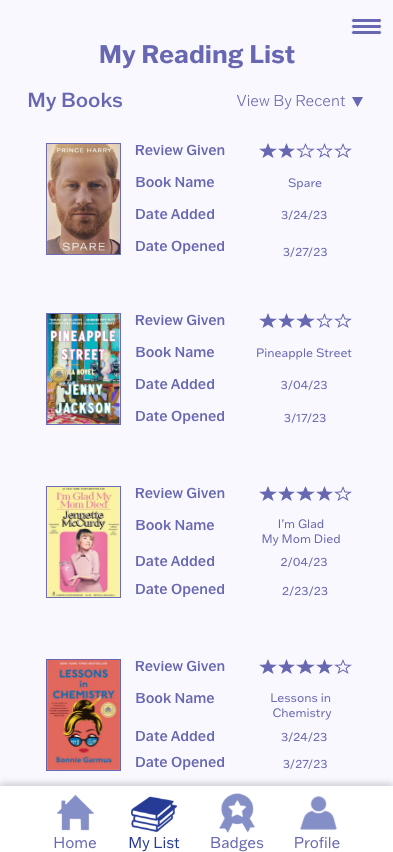 My Reading List
My Books
View By Recent ▼
PRINCE HARRY
SPARE
Review Given
Book Name Spare
Date Added 3/24/23
Date Opened 3/27/23
PINEAPPLE
STREET
A NOVEL
JENNY
JACKSON
Review Given
Book Name Pineapple Street
Date Added 3/04/23
Date Opened 3/17/23
I'm Glad My
Mom Died
Jennette
McCurdy
Review Given
Book Name I'm Glad
My Mom Died
Date Added 2/04/23
Date Opened 2/23/23
LESSONS
in
CHEMISTRY
Bonnie Garmus
Review Given
Book Name Lessons in
Chemistry
Date Added 3/24/23
Date Opened 3/27/23
Home My List Badges Profile